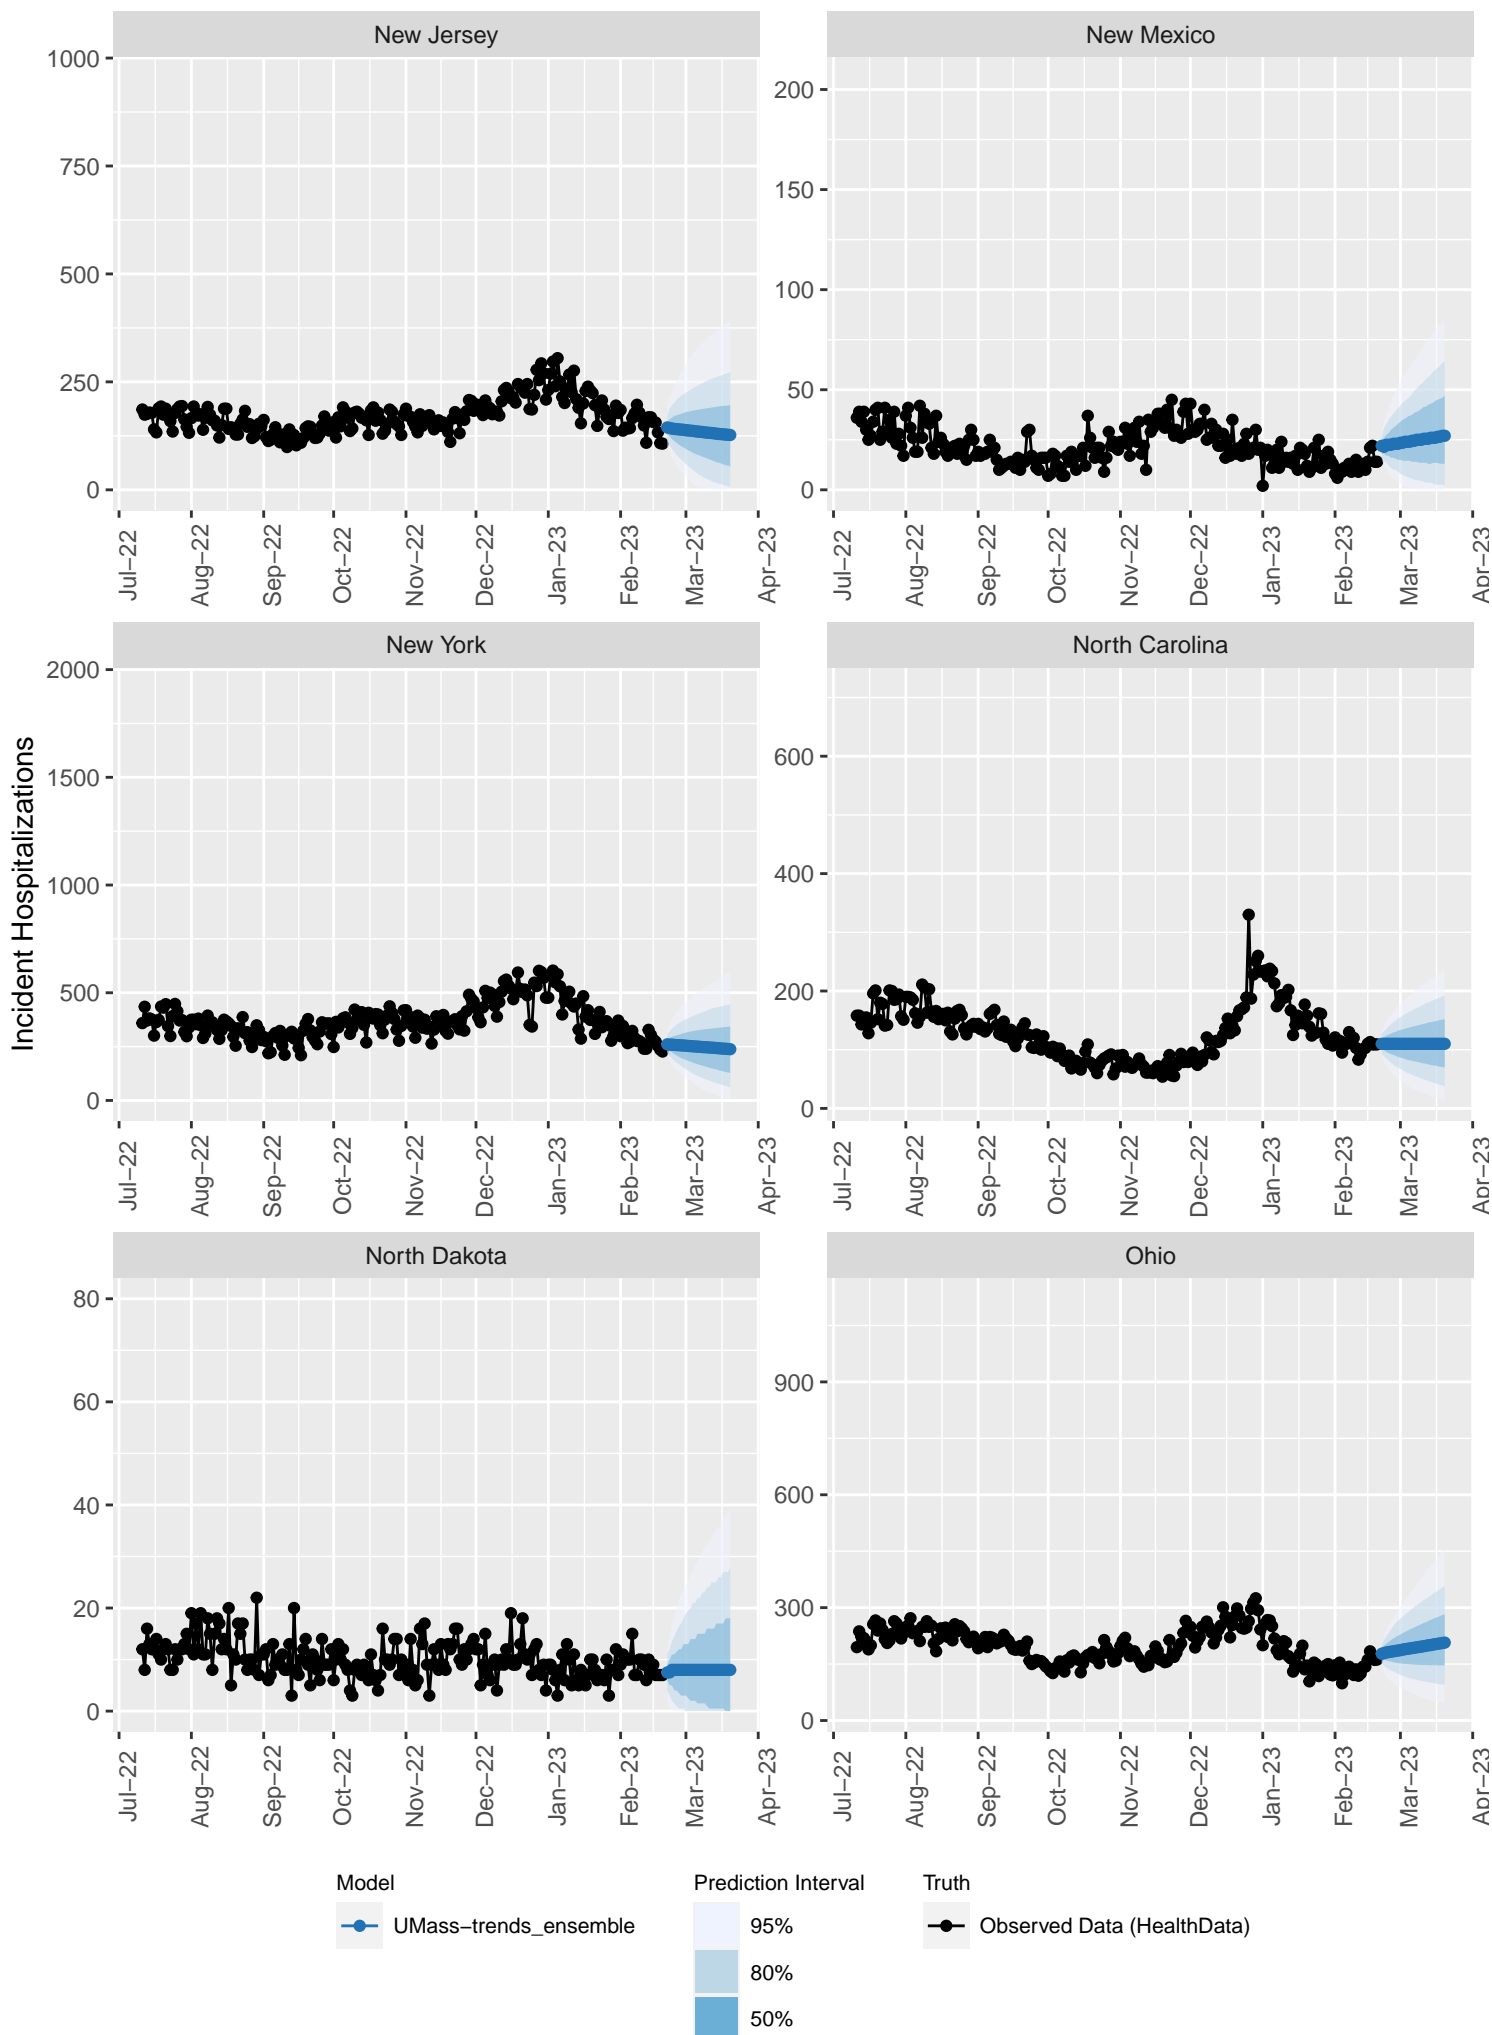 New Jersey
New Mexico
1000
750
500
250
0
200
150
100
50
0
Jul−22
Aug−22
Sep−22
Oct−22
Nov−22
Dec−22
Jan−23
Feb−23
Mar−23
Apr−23
Jul−22
Aug−22
Sep−22
Oct−22
Nov−22
Dec−22
Jan−23
Feb−23
Mar−23
Apr−23
Incident Hospitalizations
New York
North Carolina
2000
1500
1000
500
0
600
400
200
0
Jul−22
Aug−22
Sep−22
Oct−22
Nov−22
Dec−22
Jan−23
Feb−23
Mar−23
Apr−23
Jul−22
Aug−22
Sep−22
Oct−22
Nov−22
Dec−22
Jan−23
Feb−23
Mar−23
Apr−23
North Dakota
Ohio
80
60
40
20
0
900
600
300
0
Jul−22
Aug−22
Sep−22
Oct−22
Nov−22
Dec−22
Jan−23
Feb−23
Mar−23
Apr−23
Jul−22
Aug−22
Sep−22
Oct−22
Nov−22
Dec−22
Jan−23
Feb−23
Mar−23
Apr−23
Model
UMass−trends_ensemble
Prediction Interval
95%
80%
50%
Truth
Observed Data (HealthData)